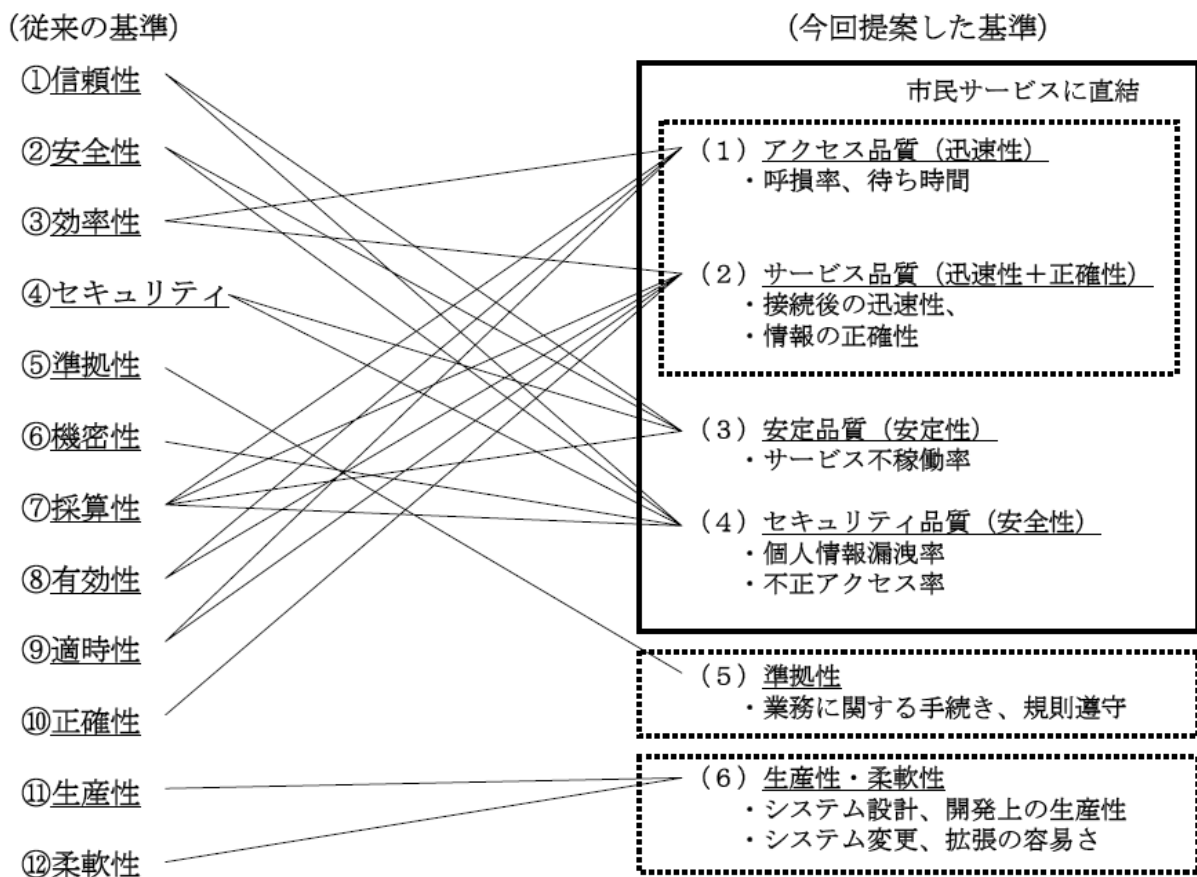 (従来の基準)
①信頼性
②安全性
③効率性
④セキュリティ
⑤準拠性
⑥機密性
⑦採算性
⑧有効性
⑨適時性
⑩正確性
⑪生産性
⑫柔軟性
(今回提案した基準)
市民サービスに直結
(1) アクセス品質(迅速性)
・呼損率、待ち時間
(2) サービス品質(迅速性+正確性)
・接続後の迅速性、
・情報の正確性
(3) 安定品質(安定性)
・サービス不稼働率
(4) セキュリティ品質(安全性)
・個人情報漏洩率
・不正アクセス率
(5) 準拠性
・業務に関する手続き、規則遵守
(6) 生産性・柔軟性
・システム設計、開発上の生産性
・システム変更、拡張の容易さ